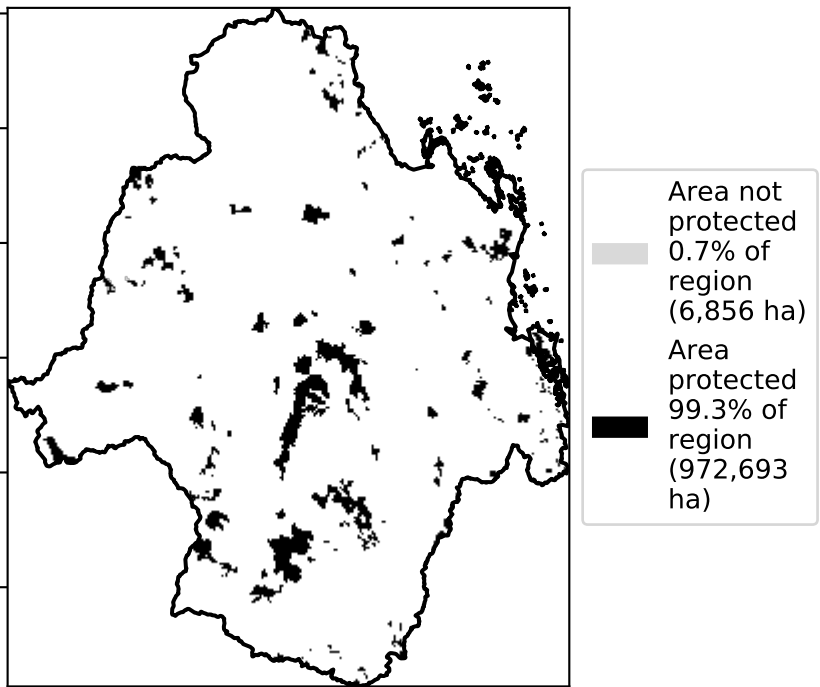 Area not
protected
0.7% of
region
(6,856 ha)
Area
protected
99.3% of
region
(972,693
ha)